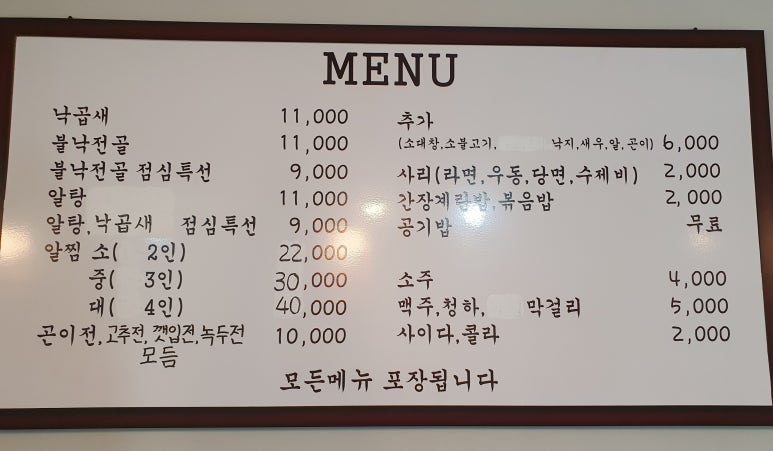 MENU
낙곱새 11,000
불낙전골 11,000
불낙전골 점심특선 9,000
알탕 11,000
알탕,낙곱새 점심특선 9,000
알찜 소( 2인) 22,000
중( 3인) 30,000
대( 4인) 40,000
곤이전,고추전,깻입전,녹두전 10,000
모듬
추가
(소대창,소불고기, 낙지,새우,알,곤이) 6,000
사리(라면,우동,당면,수제비) 2,000
간장계란밥,볶음밥 2,000
공기밥 무료
소주 4,000
맥주,청하, 막걸리 5,000
사이다,콜라 2,000
모든메뉴 포장됩니다